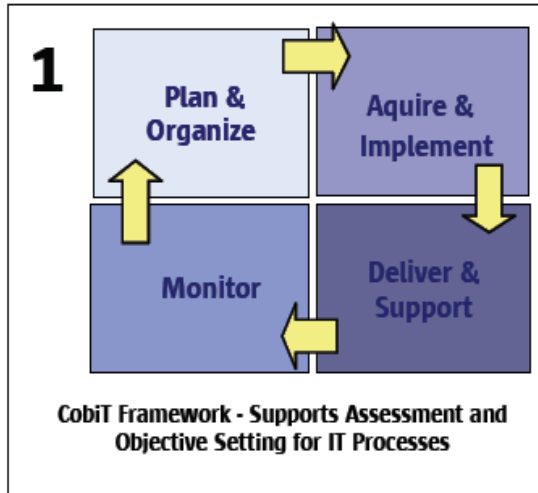 1
Plan &
Organize
Aquire &
Implement
Monitor
Deliver &
Support
CobiT Framework - Supports Assessment and
Objective Setting for IT Processes